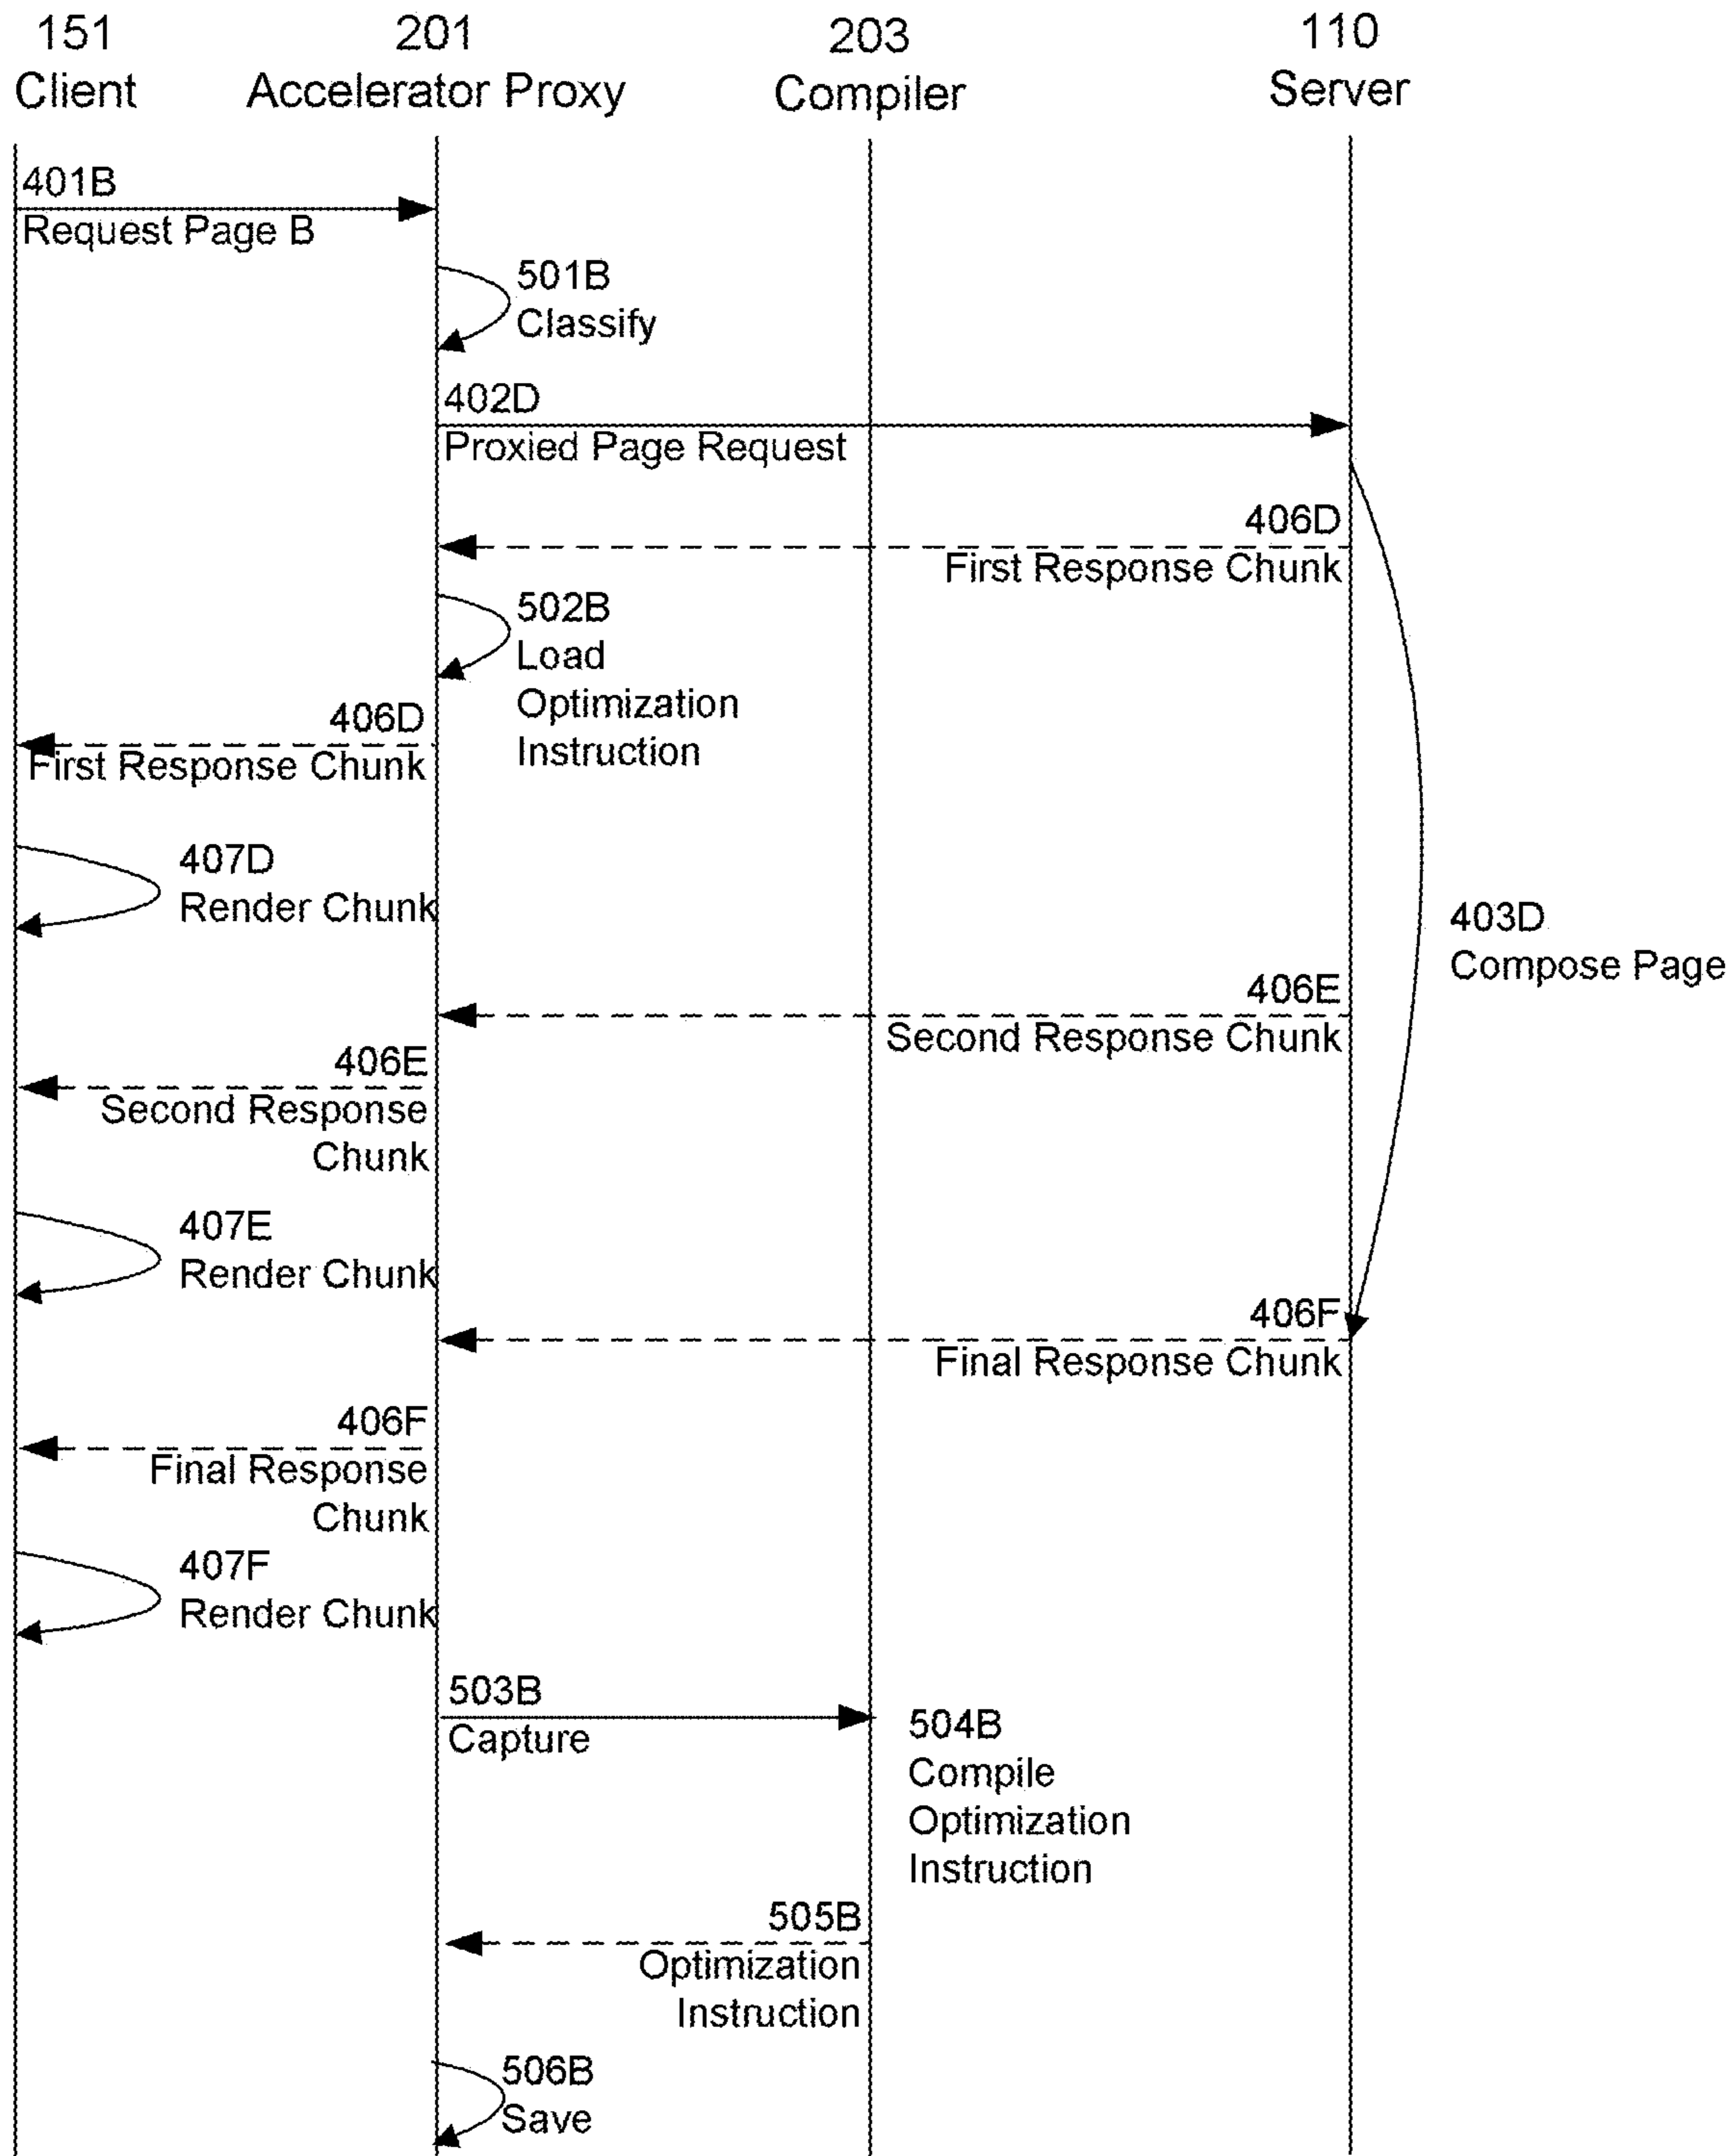 151
Client
201
Accelerator Proxy
203
Compiler
110
Server
401B
Request Page B
501B
Classify
402D
Proxied Page Request
406D
First Response Chunk
502B
Load
Optimization
Instruction
406D
First Response Chunk
407D
Render Chunk
403D
Compose Page
406E
Second Response Chunk
406E
Second Response
Chunk
407E
Render Chunk
406F
Final Response Chunk
406F
Final Response
Chunk
407F
Render Chunk
503B
Capture
504B
Compile
Optimization
Instruction
505B
Optimization
Instruction
506B
Save